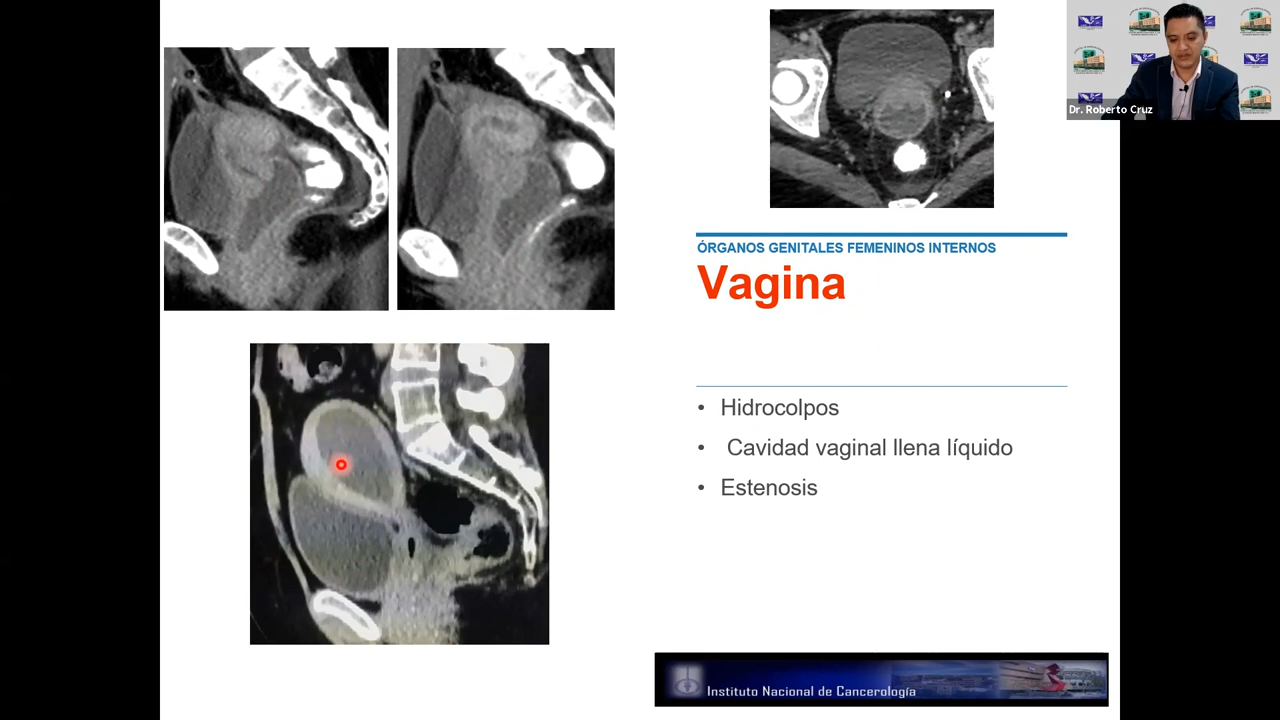 Dr. Roberto Cruz
ÓRGANOS GENITALES FEMENINOS INTERNOS
Vagina
• Hidrocolpos
• Cavidad vaginal llena líquido
• Estenosis
Instituto Nacional de Cancerología